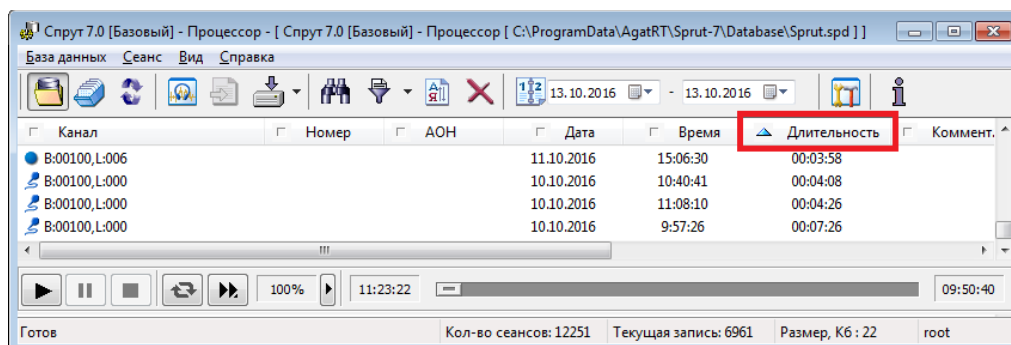 Спрут 7.0 [Базовый] - Процессор - [ Спрут 7.0 [Базовый] - Процессор [ C:\ProgramData\AgatRT\Sprut-7\Database\Sprut.spd ] ]
База данных Сеанс Вид Справка
1 2 13.10.2016 - 13.10.2016
Канал Номер АОН Дата Время Длительность Коммент.
B:00100,L:006 11.10.2016 15:06:30 00:03:58
B:00100,L:000 10.10.2016 10:40:41 00:04:08
B:00100,L:000 10.10.2016 11:08:10 00:04:26
B:00100,L:000 10.10.2016 9:57:26 00:07:26
100% 11:23:22 09:50:40
Готов Кол-во сеансов: 12251 Текущая запись: 6961 Размер, Кб : 22 root